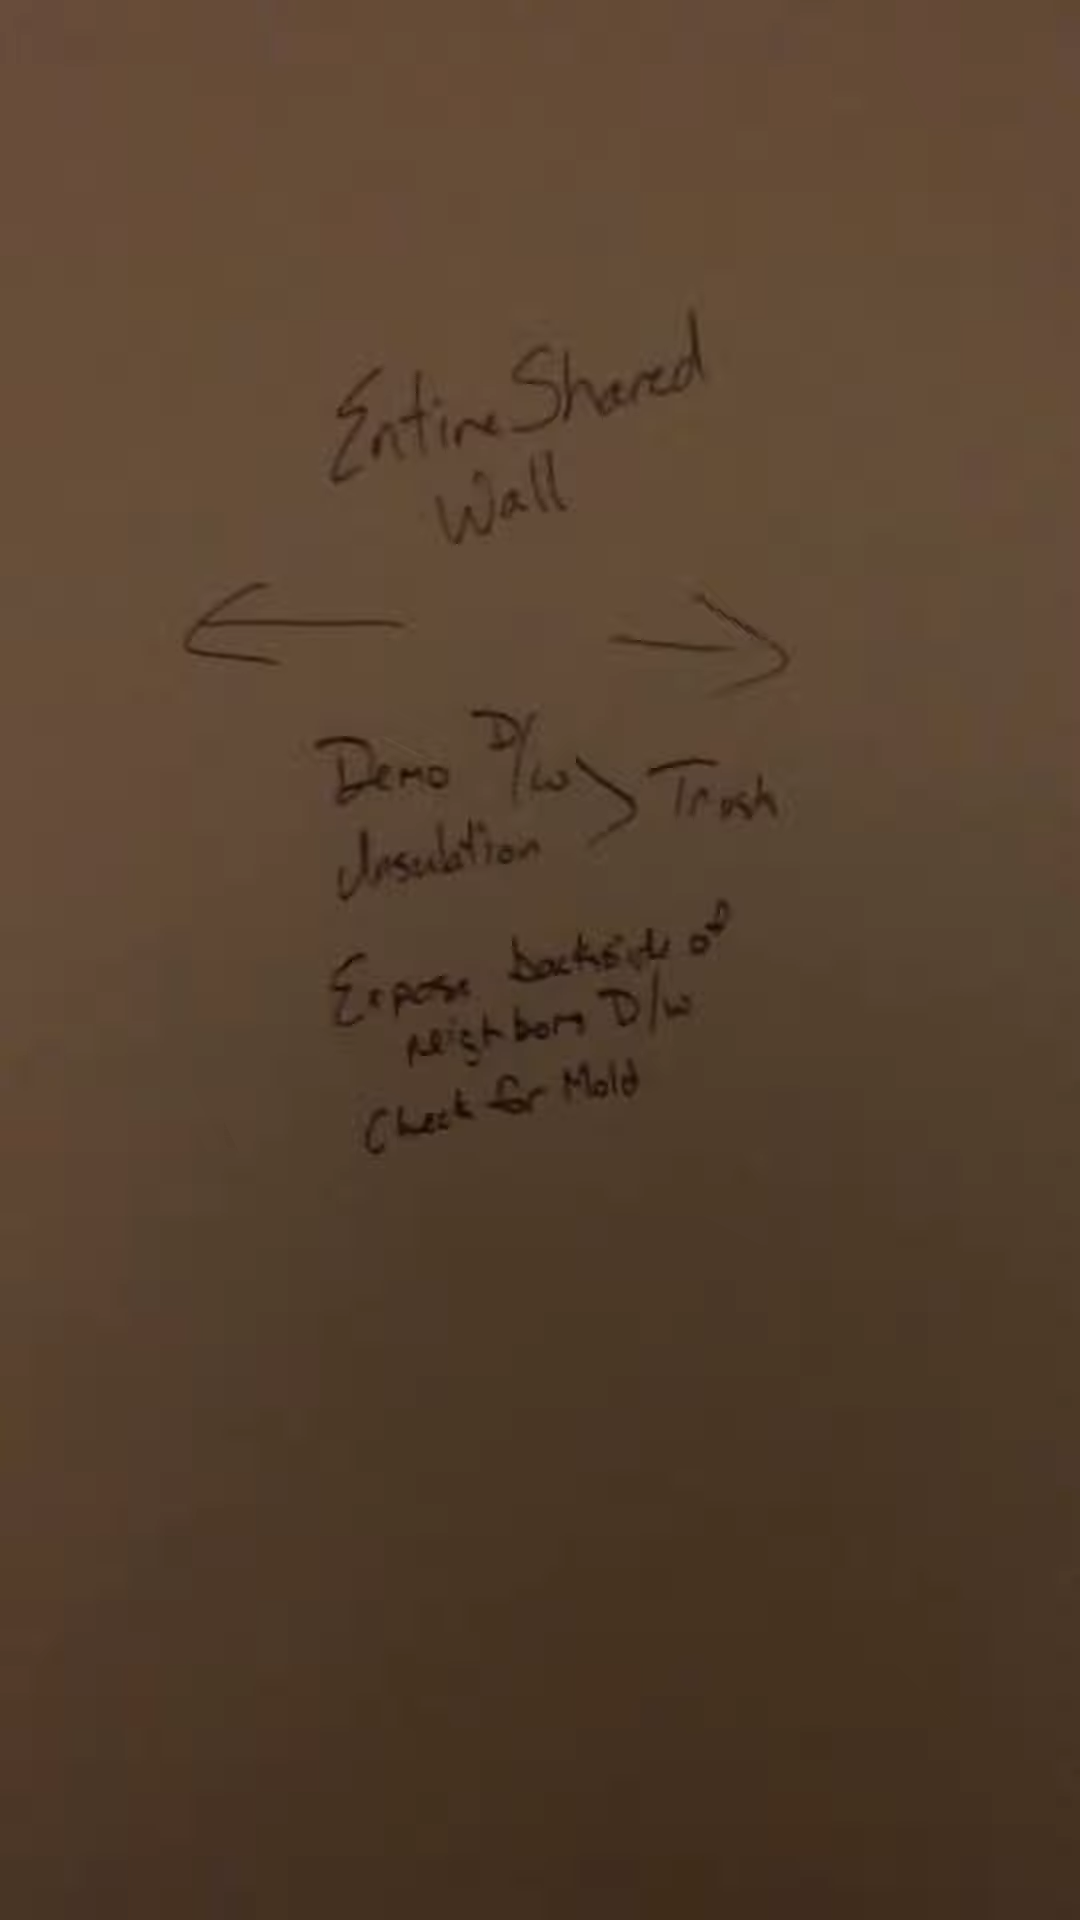 Entire Shared
Wall
Demo D/w
Insulation
Trash
Expose backside of
neighbors D/w
Check for Mold